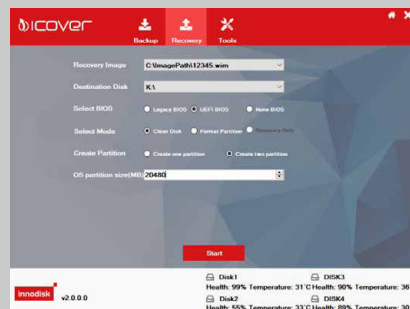 iCOVER
Backup Recovery Tools
Recovery Image C:\ImagePath\12345.wim
Destination Disk K:\
Select BIOS Legacy BIOS UEFI BIOS None BIOS
Select Mode Clean Disk Format Partition Recovery Only
Create Partition Create one partition Create two partition
OS partition size(MB) 20480
Start
Disk1 DISK3
Health: 99% Temperature: 31°C Health: 90% Temperature: 36
innodisk v2.0.0.0
Disk2 DISK4
Health: 55% Temperature: 33°C Health: 89% Temperature: 30